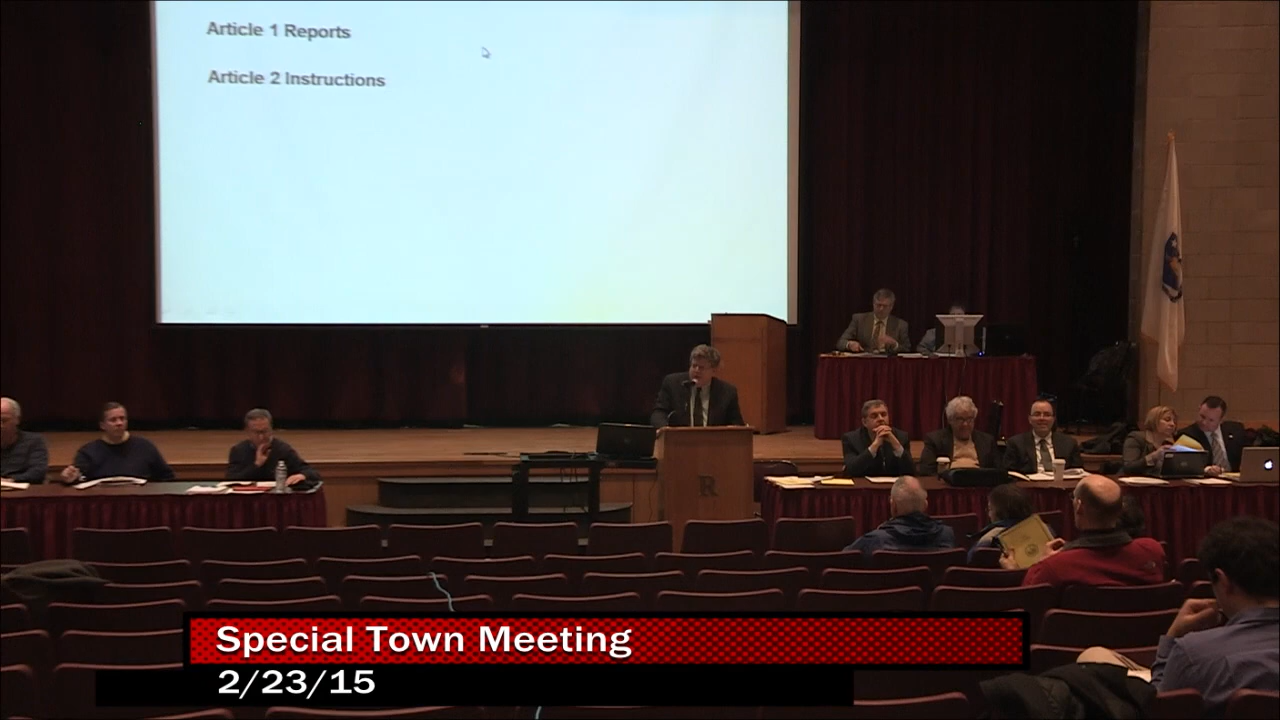 Article 1 Reports
Article 2 Instructions
R
Special Town Meeting
2/23/15